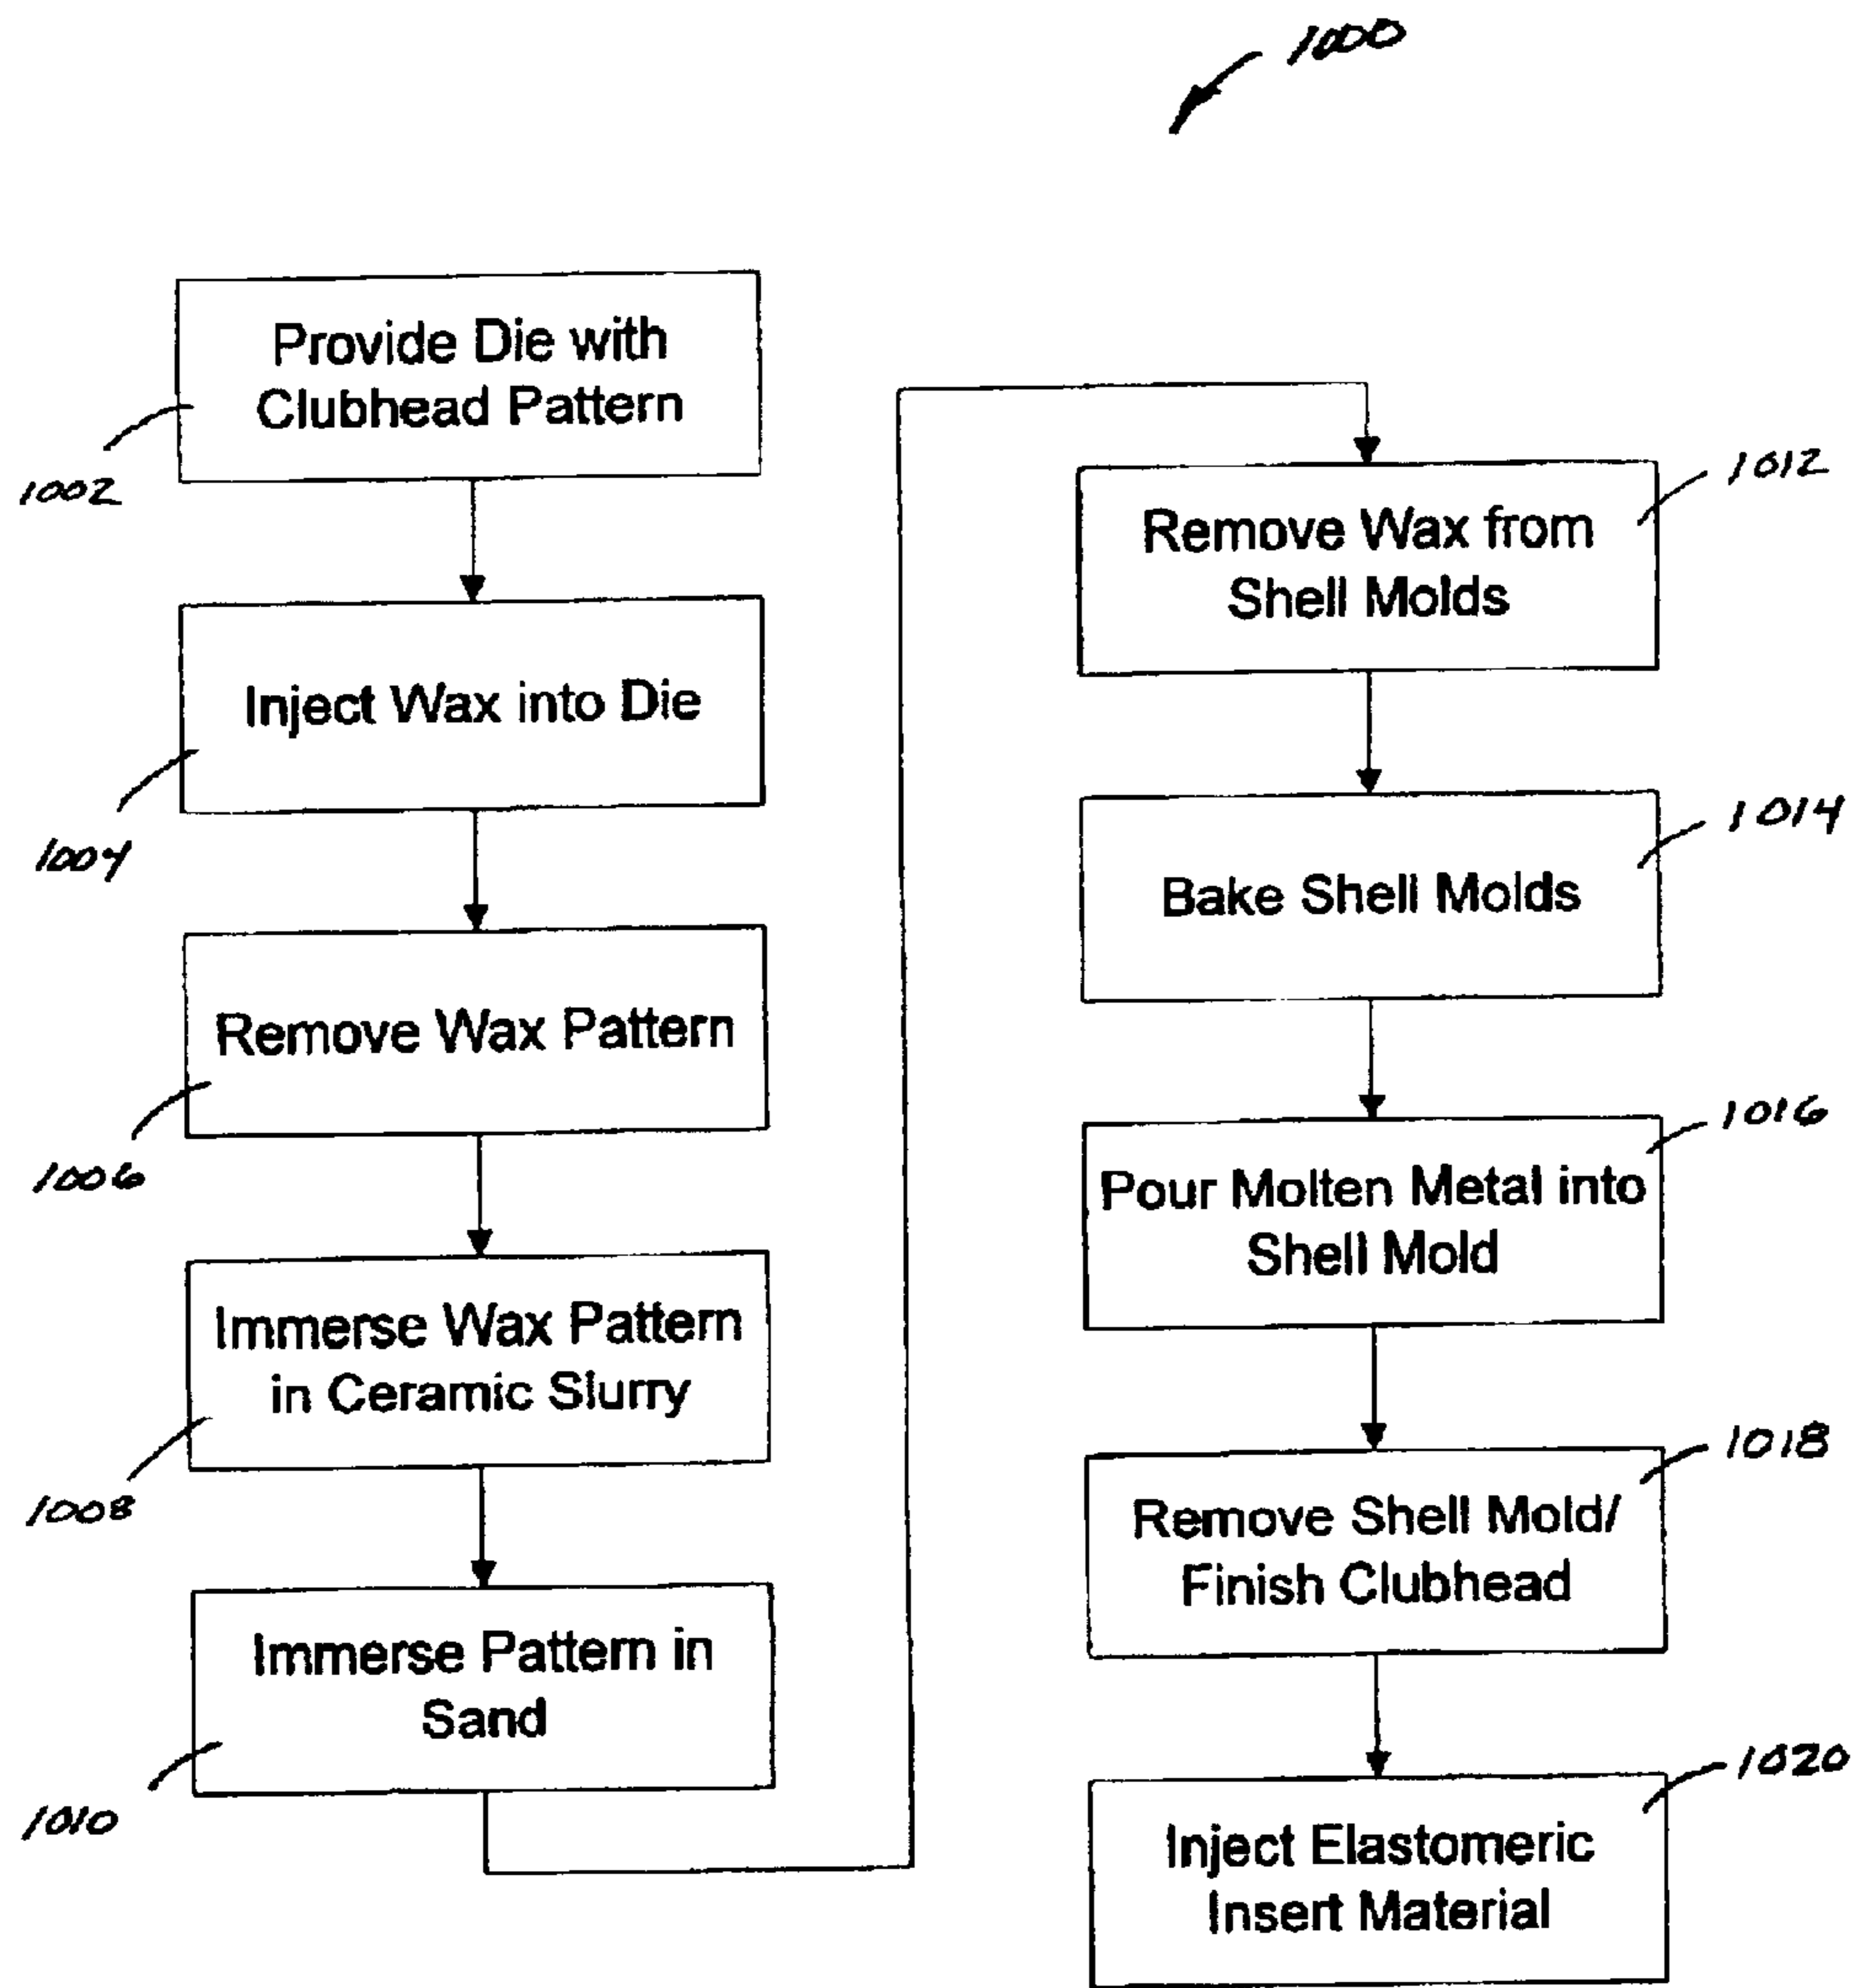 1000
Provide Die with
Clubhead Pattern
1002
Inject Wax into Die
1004
Remove Wax Pattern
1006
Immerse Wax Pattern
in Ceramic Slurry
1008
Immerse Pattern in
Sand
1010
Remove Wax from
Shell Molds
1012
Bake Shell Molds
1014
Pour Molten Metal into
Shell Mold
1016
Remove Shell Mold/
Finish Clubhead
1018
Inject Elastomeric
Insert Material
1020